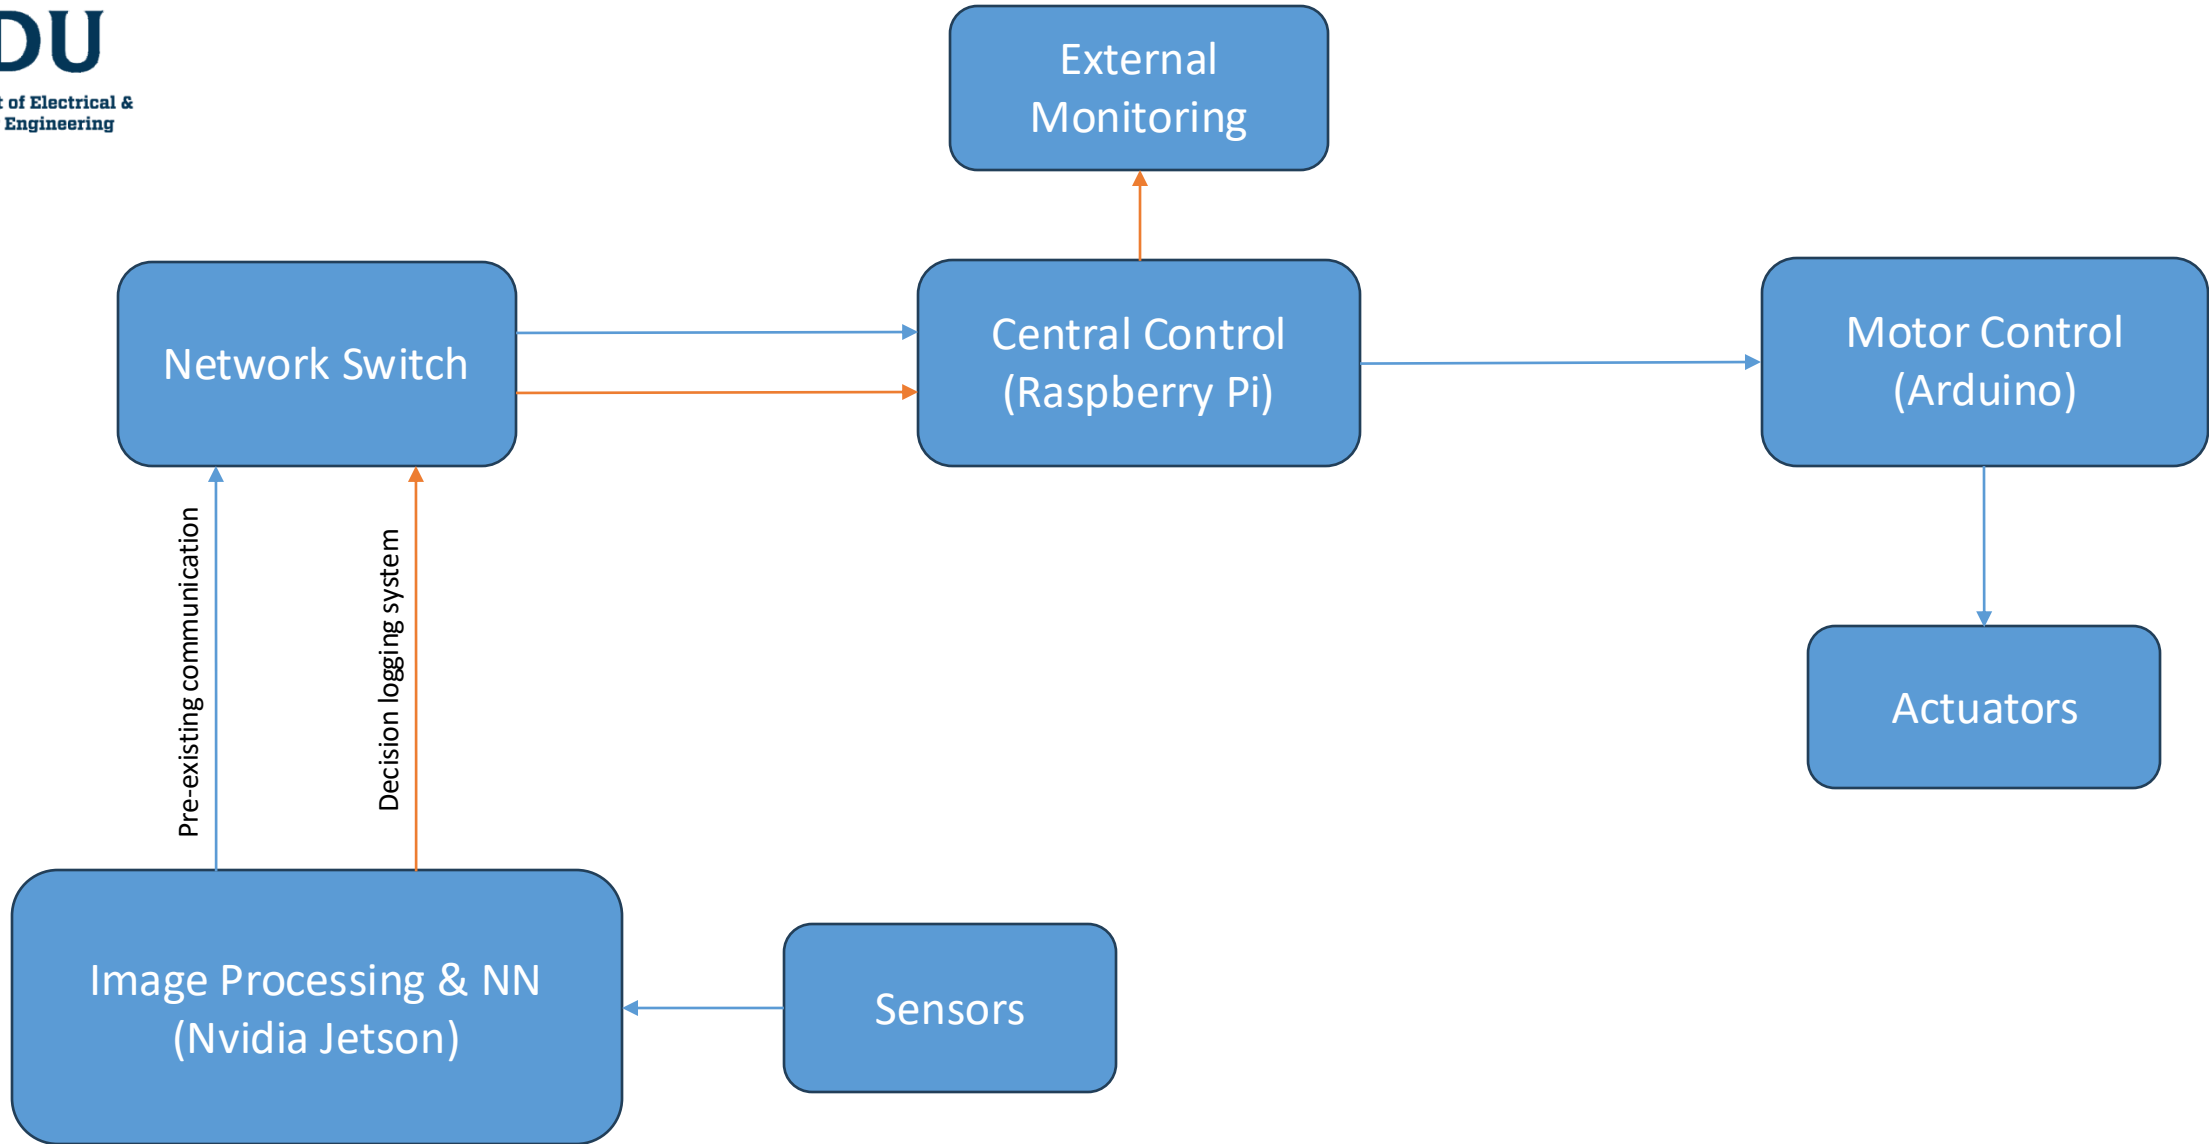 DU
t of Electrical &
Engineering
External
Monitoring
Network Switch
Central Control
(Raspberry Pi)
Motor Control
(Arduino)
Pre-existing communication
Decision logging system
Actuators
Image Processing & NN
(Nvidia Jetson)
Sensors